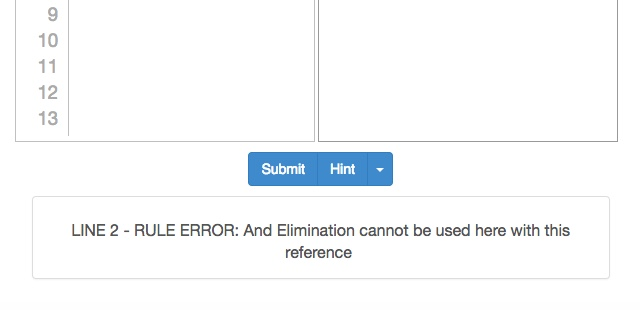 9
10
11
12
13
Submit Hint
LINE 2 - RULE ERROR: And Elimination cannot be used here with this
reference